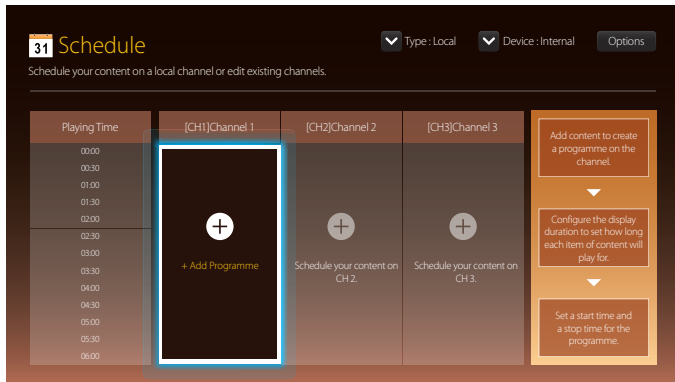 31 Schedule
Type : Local
Device : Internal
Options
Schedule your content on a local channel or edit existing channels.
Playing Time
[CH1]Channel 1
[CH2]Channel 2
[CH3]Channel 3
00:00
00:30
01:00
01:30
02:00
02:30
03:00
03:30
04:00
04:30
05:00
05:30
06:00
+ Add Programme
Schedule your content on
CH 2.
Schedule your content on
CH 3.
Add content to create
a programme on the
channel.
Configure the display
duration to set how long
each item of content will
play for.
Set a start time and
a stop time for the
programme.